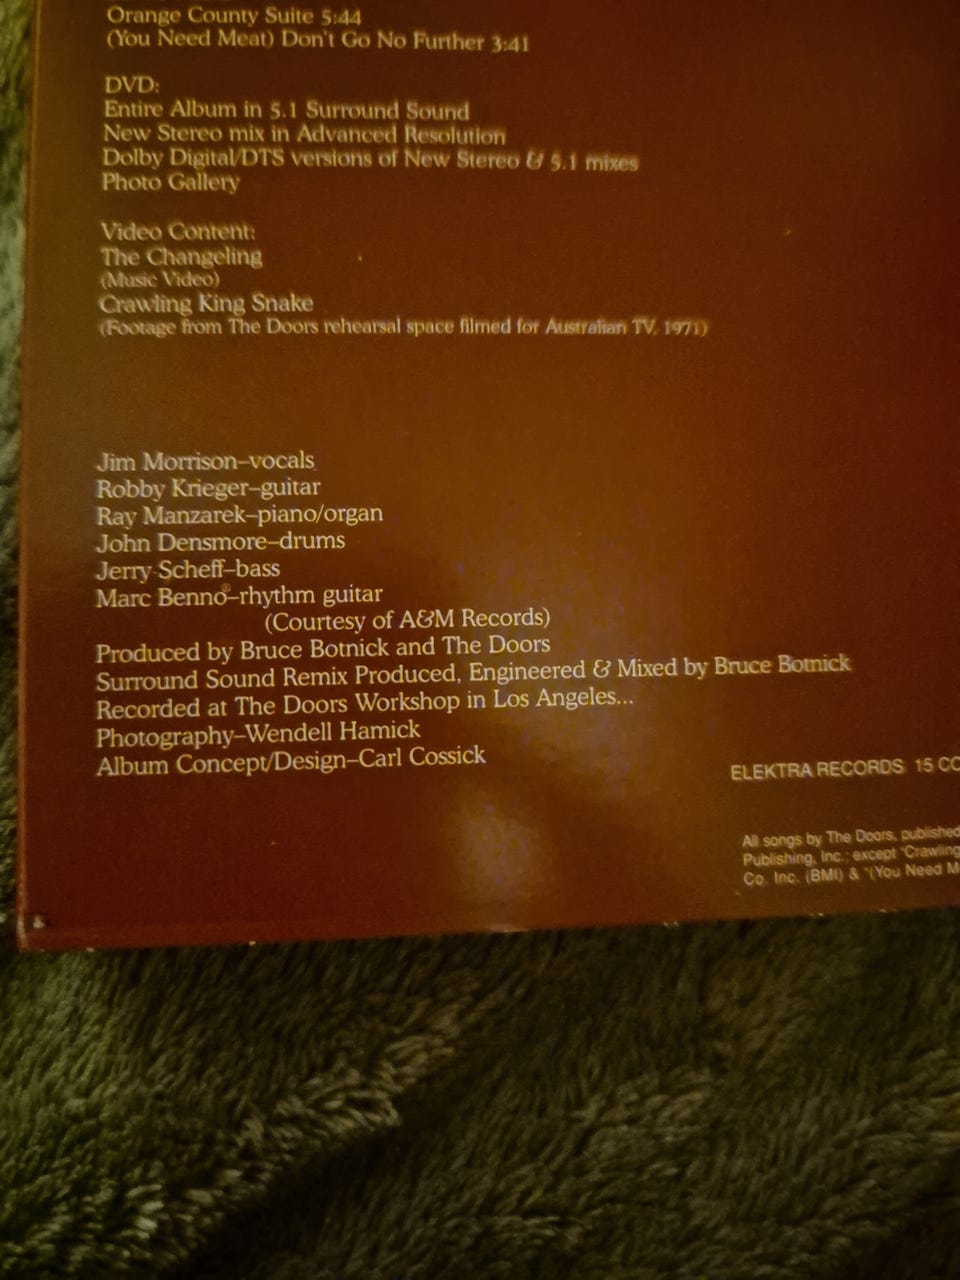 Orange County Suite 5:44
(You Need Meat) Don't Go No Further 3:41
DVD:
Entire Album in 5.1 Surround Sound
New Stereo mix in Advanced Resolution
Dolby Digital/DTS versions of New Stereo & 5.1 mixes
Photo Gallery
Video Content:
The Changeling
(Music Video)
Crawling King Snake
(Footage from The Doors rehearsal space filmed for Australian TV, 1971)
Jim Morrison–vocals
Robby Krieger–guitar
Ray Manzarek–piano/organ
John Densmore–drums
Jerry Scheff–bass
Marc Benno–rhythm guitar
(Courtesy of A&M Records)
Produced by Bruce Botnick and The Doors
Surround Sound Remix Produced, Engineered & Mixed by Bruce Botnick
Recorded at The Doors Workshop in Los Angeles...
Photography–Wendell Hamick
Album Concept/Design–Carl Cossick
ELEKTRA RECORDS 15 CO
All songs by The Doors, published
Publishing, Inc.; except "Crawling
Co. Inc. (BMI) & "(You Need M